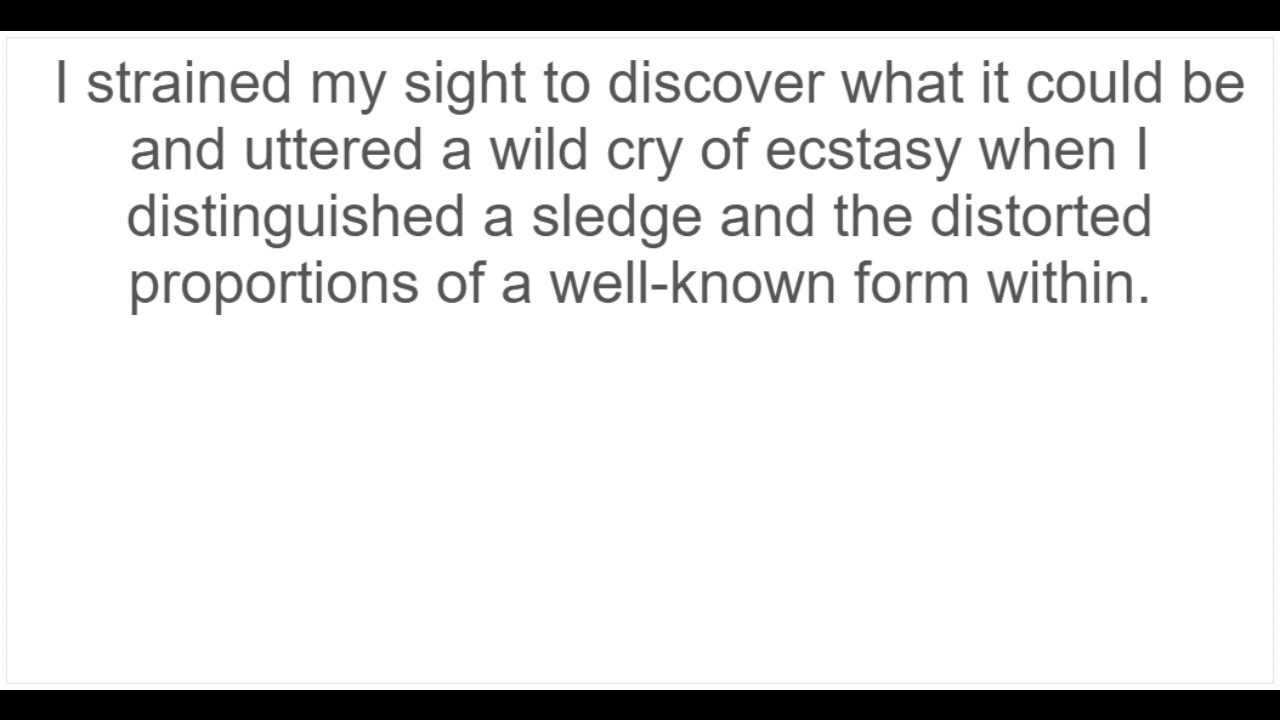 I strained my sight to discover what it could be
and uttered a wild cry of ecstasy when I
distinguished a sledge and the distorted
proportions of a well-known form within.